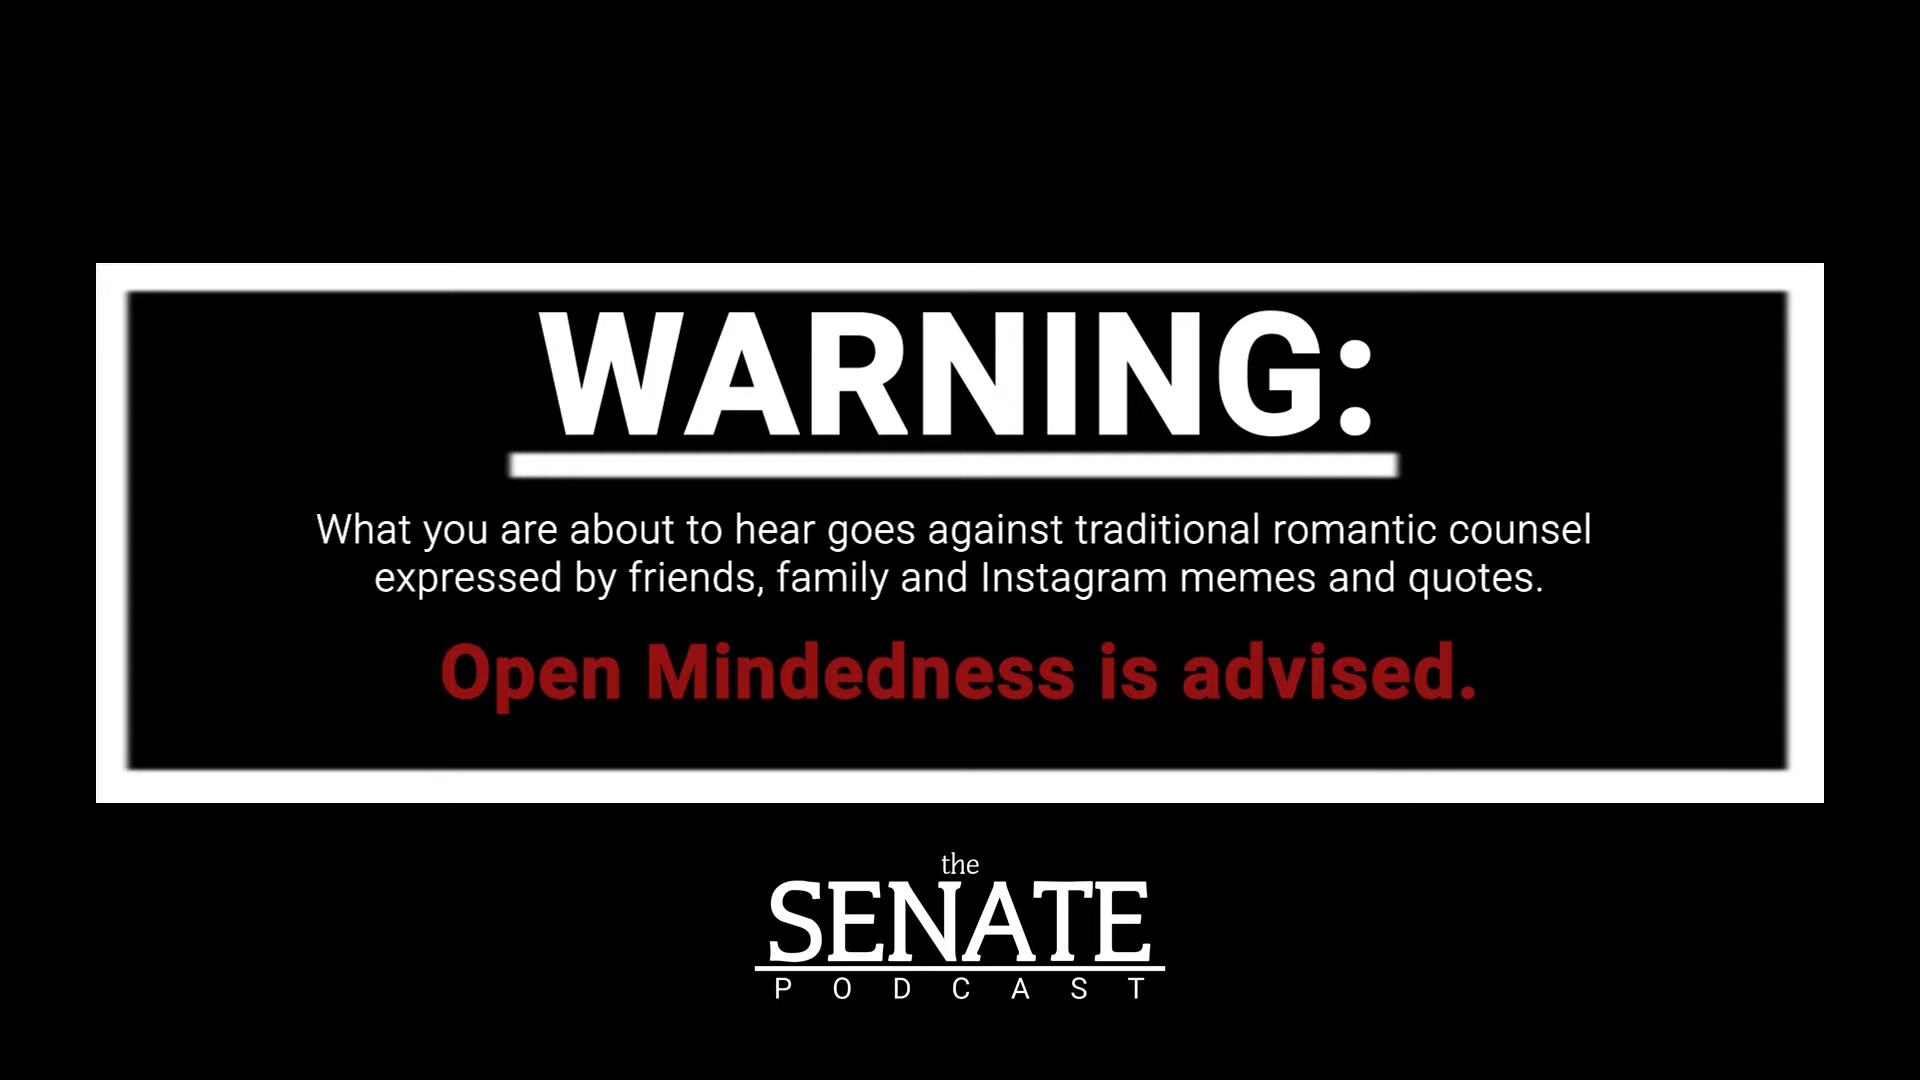 WARNING:
What you are about to hear goes against traditional romantic counsel
expressed by friends, family and Instagram memes and quotes.
Open Mindedness is advised.
the
SENATE
PODCAST